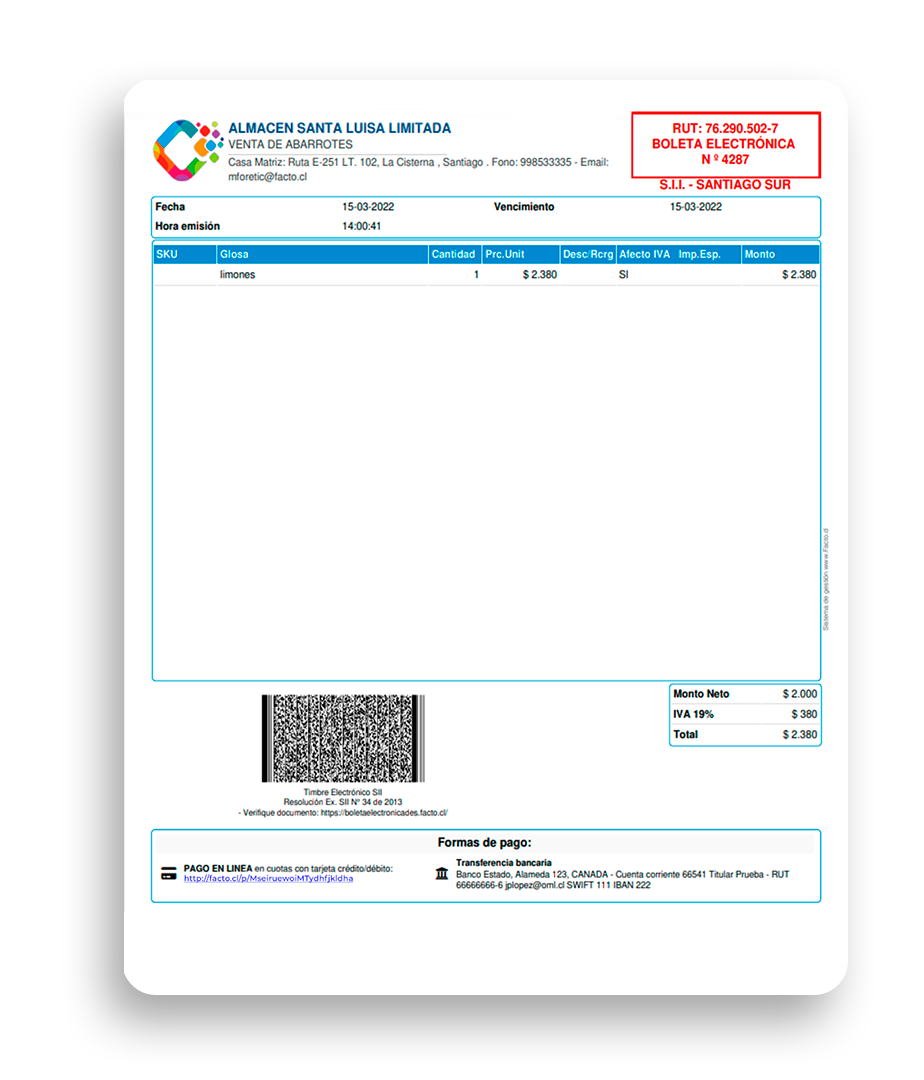 ALMACEN SANTA LUISA LIMITADA
VENTA DE ABARROTES
Casa Matriz: Ruta E-251 LT. 102, La Cisterna , Santiago . Fono: 998533335 - Email:
mforetic@facto.cl
RUT: 76.290.502-7
BOLETA ELECTRÓNICA
N º 4287
S.I.I. - SANTIAGO SUR
Fecha 15-03-2022 Vencimiento 15-03-2022
Hora emisión 14:00:41
SKU Glosa Cantidad Prc.Unit Desc/Rcrg Afecto IVA Imp.Esp. Monto
limones 1 $ 2.380 SI $ 2.380
Sistema de gestión www.Facto.cl
Monto Neto $ 2.000
IVA 19% $ 380
Total $ 2.380
Timbre Electrónico SII
Resolución Ex. SII Nº 34 de 2013
- Verifique documento: https://boletaelectronicades.facto.cl/
Formas de pago:
PAGO EN LINEA en cuotas con tarjeta crédito/débito:
http://facto.cl/p/MseiruewoiMTydhfjkldha
Transferencia bancaria
Banco Estado, Alameda 123, CANADA - Cuenta corriente 66541 Titular Prueba - RUT
66666666-6 jplopez@oml.cl SWIFT 111 IBAN 222